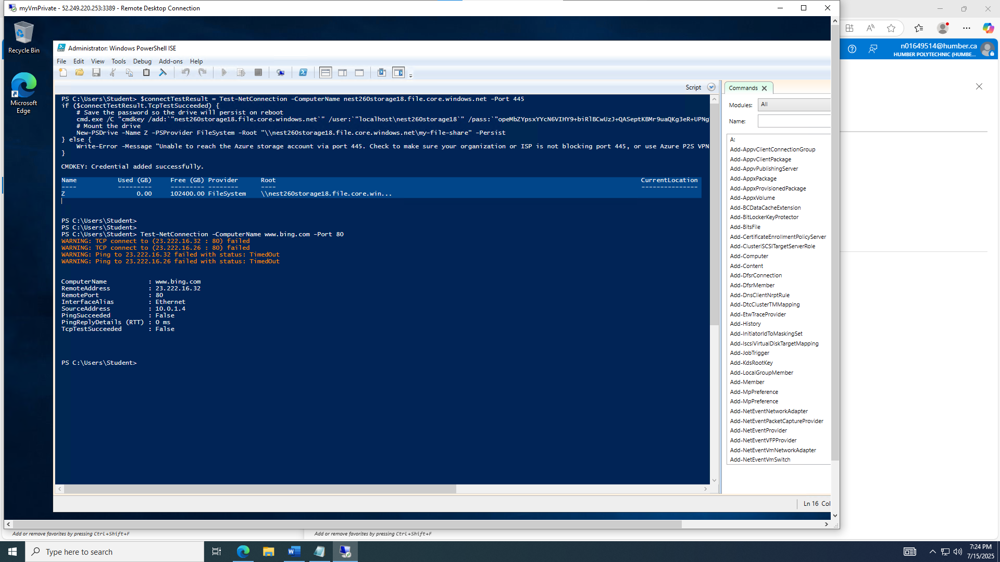 myVmPrivate - 52.249.220.253:3389 - Remote Desktop Connection
Recycle Bin
Microsoft
Edge
Administrator: Windows PowerShell ISE
File Edit View Tools Debug Add-ons Help
Script
PS C:\Users\Student> $connectTestResult = Test-NetConnection -ComputerName nest260storage18.file.core.windows.net -Port 445
if ($connectTestResult.TcpTestSucceeded) {
# Save the password so the drive will persist on reboot
cmd.exe /C "cmdkey /add:`"nest260storage18.file.core.windows.net`" /user:`"localhost\nest260storage18`" /pass:`"opeMbZYpsxYYcN6VIHY9+biRlBCwUzJ+QASeptKBMr9uaQKg3eR+UPNg
# Mount the drive
New-PSDrive -Name Z -PSProvider FileSystem -Root "\\nest260storage18.file.core.windows.net\my-file-share" -Persist
} else {
Write-Error -Message "Unable to reach the Azure storage account via port 445. Check to make sure your organization or ISP is not blocking port 445, or use Azure P2S VPN
}
CMDKEY: Credential added successfully.
Name Used (GB) Free (GB) Provider Root CurrentLocation
---- --------- --------- -------- ---- ---------------
Z 0.00 102400.00 FileSystem \\nest260storage18.file.core.win...
PS C:\Users\Student>
PS C:\Users\Student>
PS C:\Users\Student> Test-NetConnection -ComputerName www.bing.com -Port 80
WARNING: TCP connect to (23.222.16.32 : 80) failed
WARNING: TCP connect to (23.222.16.26 : 80) failed
WARNING: Ping to 23.222.16.32 failed with status: TimedOut
WARNING: Ping to 23.222.16.26 failed with status: TimedOut
ComputerName : www.bing.com
RemoteAddress : 23.222.16.32
RemotePort : 80
InterfaceAlias : Ethernet
SourceAddress : 10.0.1.4
PingSucceeded : False
PingReplyDetails (RTT) : 0 ms
TcpTestSucceeded : False
PS C:\Users\Student>
Commands
Modules: All
Name:
A:
Add-AppvClientConnectionGroup
Add-AppvClientPackage
Add-AppvPublishingServer
Add-AppxPackage
Add-AppxProvisionedPackage
Add-AppxVolume
Add-BCDataCacheExtension
Add-BitLockerKeyProtector
Add-BitsFile
Add-CertificateEnrollmentPolicyServer
Add-ClusteriSCSITargetServerRole
Add-Computer
Add-Content
Add-DfsrConnection
Add-DfsrMember
Add-DnsClientNrptRule
Add-DtcClusterTMMapping
Add-EtwTraceProvider
Add-History
Add-InitiatorIdToMaskingSet
Add-IscsiVirtualDiskTargetMapping
Add-JobTrigger
Add-KdsRootKey
Add-LocalGroupMember
Add-Member
Add-MpPreference
Add-MpPreference
Add-NetEventNetworkAdapter
Add-NetEventPacketCaptureProvider
Add-NetEventProvider
Add-NetEventVFPProvider
Add-NetEventVmNetworkAdapter
Add-NetEventVmSwitch
Ln 16 Col
n01649514@humber.ca
HUMBER POLYTECHNIC (HUMBE...
Add or remove favorites by pressing Ctrl+Shift+F
Add or remove favorites by pressing Ctrl+Shift+F
Type here to search
7:24 PM
7/15/2025